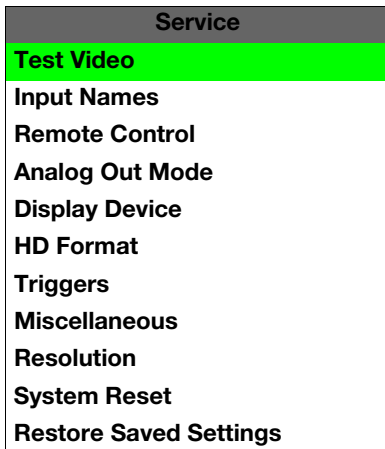 Service
Test Video
Input Names
Remote Control
Analog Out Mode
Display Device
HD Format
Triggers
Miscellaneous
Resolution
System Reset
Restore Saved Settings